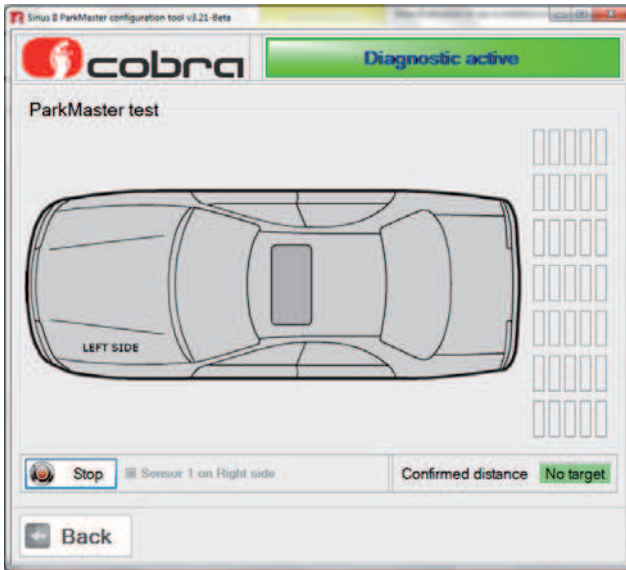 Sirius II ParkMaster configuration tool v3.21-Beta
cobra
Diagnostic active
ParkMaster test
LEFT SIDE
Stop
Sensor 1 on Right side
Confirmed distance
No target
Back